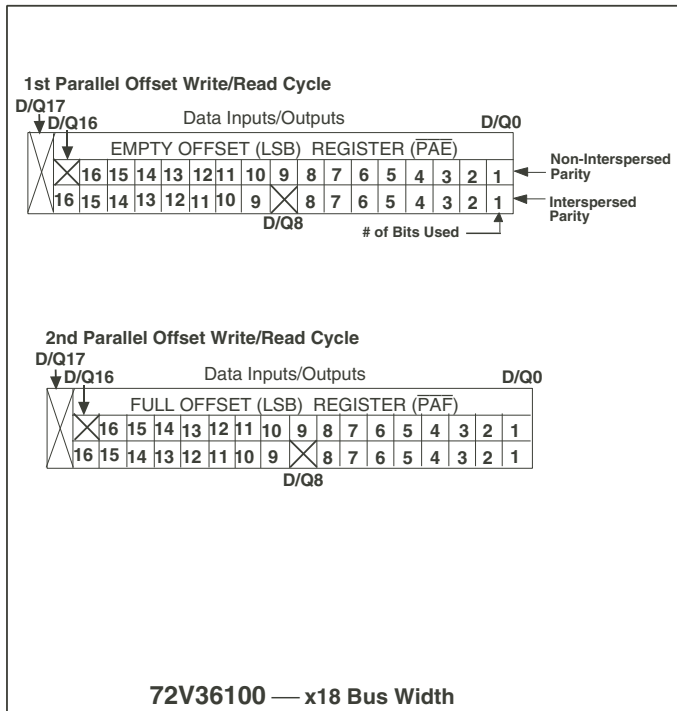 1st Parallel Offset Write/Read Cycle
D/Q17
D/Q16
Data Inputs/Outputs
D/Q0
EMPTY OFFSET (LSB) REGISTER (PAE)
16 15 14 13 12 11 10 9 8 7 6 5 4 3 2 1
Non-Interspersed
Parity
16 15 14 13 12 11 10 9 8 7 6 5 4 3 2 1
Interspersed
Parity
D/Q8
# of Bits Used
2nd Parallel Offset Write/Read Cycle
D/Q17
D/Q16
Data Inputs/Outputs
D/Q0
FULL OFFSET (LSB) REGISTER (PAF)
16 15 14 13 12 11 10 9 8 7 6 5 4 3 2 1
16 15 14 13 12 11 10 9 8 7 6 5 4 3 2 1
D/Q8
72V36100 — x18 Bus Width